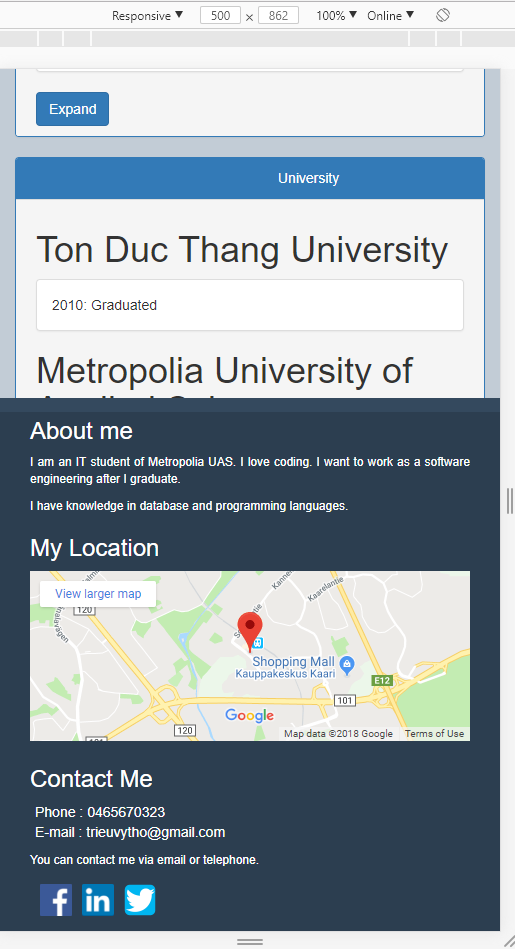 Responsive ▼ 500 × 862 100% ▼ Online ▼
Expand
University
Ton Duc Thang University
2010: Graduated
Metropolia University of
About me
I am an IT student of Metropolia UAS. I love coding. I want to work as a software
engineering after I graduate.
I have knowledge in database and programming languages.
My Location
View larger map
120
Kaarelantie
Shopping Mall
Kauppakeskus Kaari
E12
101
Google
120
101
Map data ©2018 Google Terms of Use
Contact Me
Phone : 0465670323
E-mail : trieuvytho@gmail.com
You can contact me via email or telephone.
f in